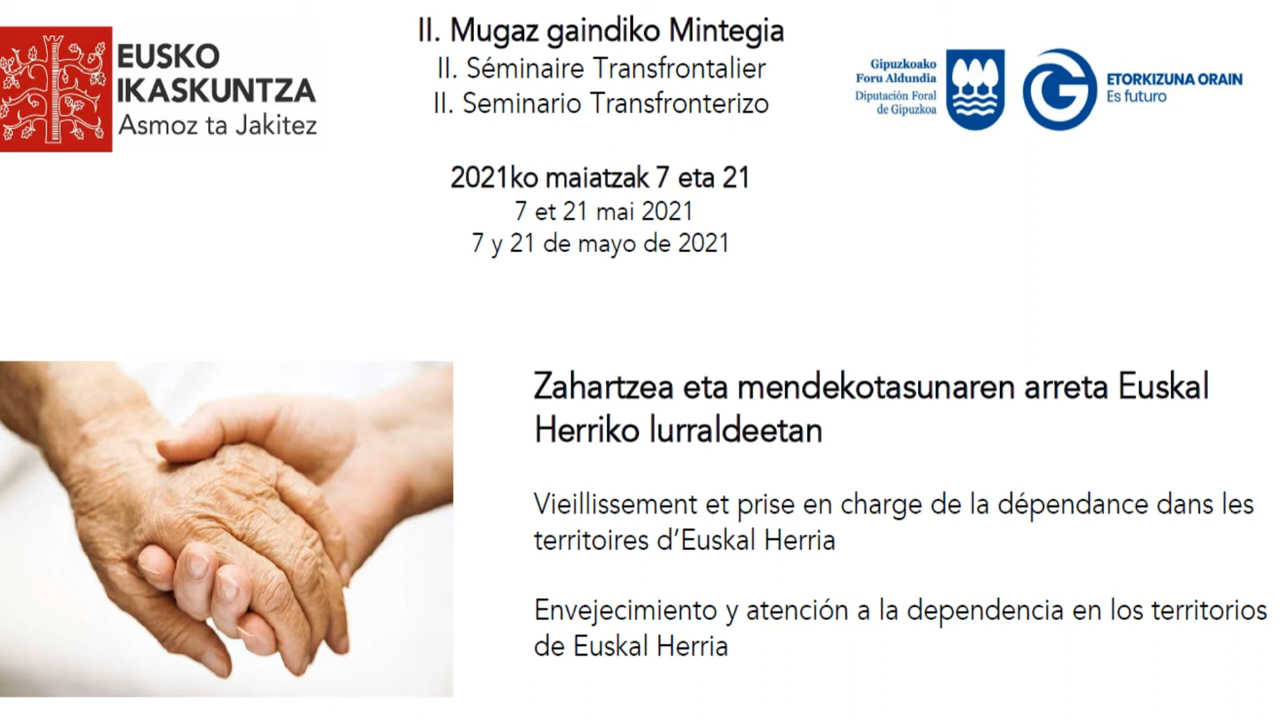 EUSKO
IKASKUNTZA
Asmoz ta Jakitez
II. Mugaz gaindiko Mintegia
II. Séminaire Transfrontalier
II. Seminario Transfronterizo
Gipuzkoako
Foru Aldundia
Diputación Foral
de Gipuzkoa
ETORKIZUNA ORAIN
Es futuro
2021ko maiatzak 7 eta 21
7 et 21 mai 2021
7 y 21 de mayo de 2021
Zahartzea eta mendekotasunaren arreta Euskal
Herriko lurraldeetan
Vieillissement et prise en charge de la dépendance dans les
territoires d’Euskal Herria
Envejecimiento y atención a la dependencia en los territorios
de Euskal Herria